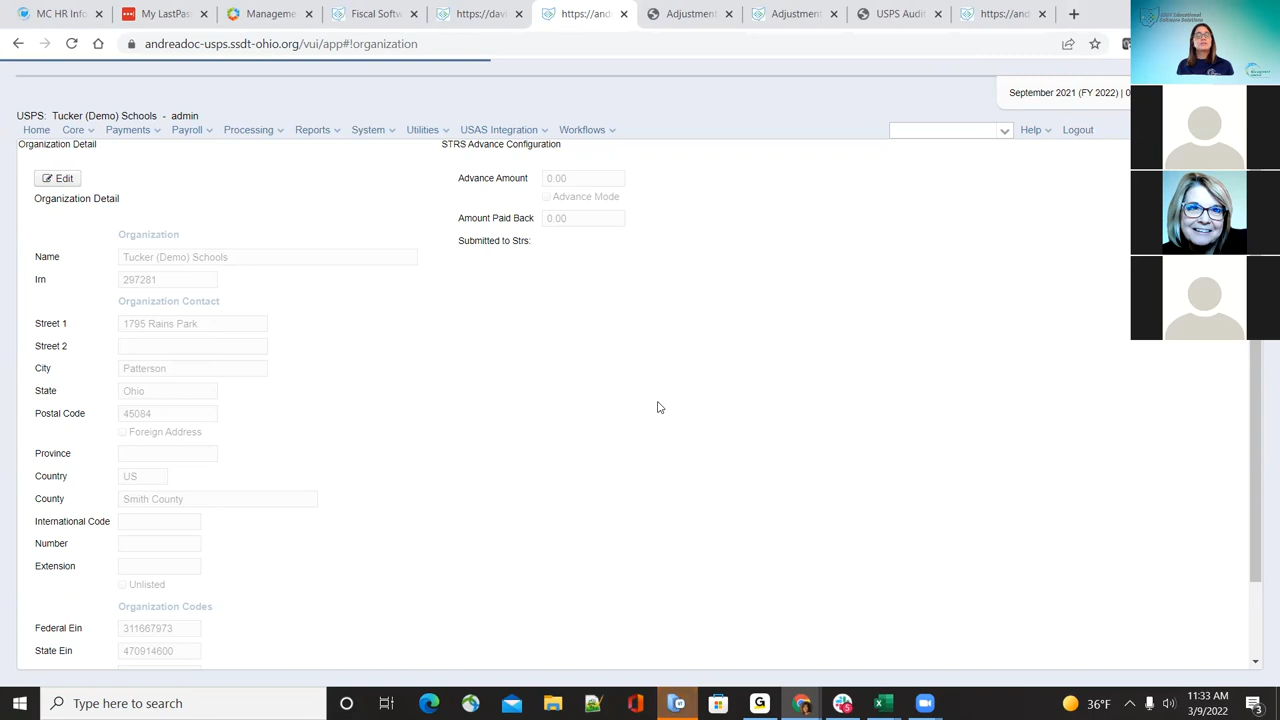 MC HR Info
My LastPass
Manageme
Fiscal Softw
https://and
Adjustment
Adjustment
https://and
andreadoc-usps.ssdt-ohio.org/vui/app#!organization
September 2021 (FY 2022) | 0
USPS: Tucker (Demo) Schools - admin
Home Core Payments Payroll Processing Reports System Utilities USAS Integration Workflows Help Logout
Organization Detail
STRS Advance Configuration
Edit
Organization Detail
Advance Amount 0.00
Advance Mode
Amount Paid Back 0.00
Submitted to Strs:
Organization
Name Tucker (Demo) Schools
Irn 297281
Organization Contact
Street 1 1795 Rains Park
Street 2
City Patterson
State Ohio
Postal Code 45084
Foreign Address
Province
Country US
County Smith County
International Code
Number
Extension
Unlisted
Organization Codes
Federal Ein 311667973
State Ein 470914600
Type here to search
36°F
11:33 AM
3/9/2022